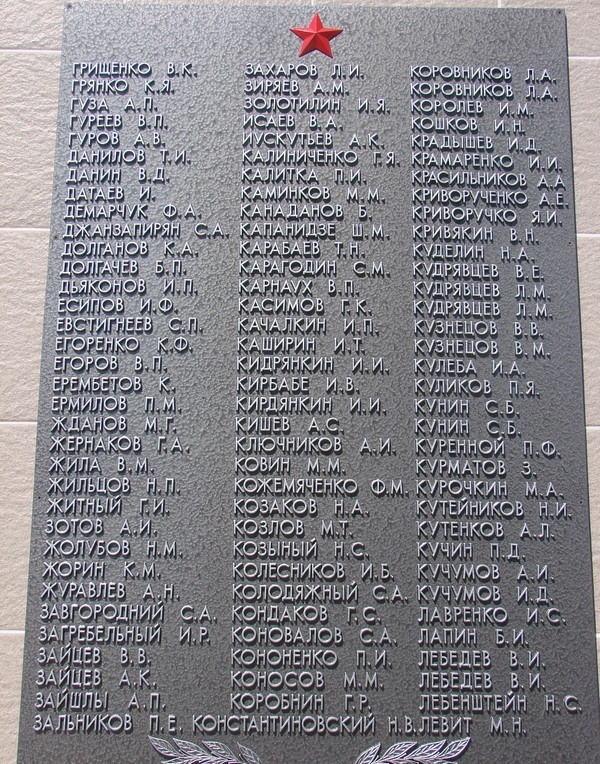 ГРИЩЕНКО В.К.
ГРЯНКО К.Я.
ГУЗА А.П.
ГУРЕЕВ В.П.
ГУРОВ А.В.
ДАНИЛОВ Т.И.
ДАНИН В.Д.
ДАТАЕВ И.
ДЕМАРЧУК Ф.А.
ДЖАНЗАПИРЯН С.А.
ДОЛГАНОВ К.А.
ДОЛГАЧЕВ Б.П.
ДЬЯКОНОВ И.П.
ЕСИПОВ И.Ф.
ЕВСТИГНЕЕВ С.П.
ЕГОРЕНКО К.Ф.
ЕГОРОВ В.П.
ЕРЕМБЕТОВ К.
ЕРМИЛОВ П.М.
ЖДАНОВ М.Г.
ЖЕРНАКОВ Г.А.
ЖИЛА В.М.
ЖИЛЬЦОВ Н.П.
ЖИТНЫЙ Г.И.
ЗОТОВ А.И.
ЖОЛУБОВ Н.М.
ЖОРИН К.М.
ЖУРАВЛЕВ А.Н.
ЗАВГОРОДНИЙ С.А.
ЗАГРЕБЕЛЬНЫЙ И.Р.
ЗАЙЦЕВ В.В.
ЗАЙЦЕВ А.К.
ЗАЙШЛЫ А.П.
ЗАЛЬНИКОВ П.Е.
ЗАХАРОВ Л.И.
ЗИРЯЕВ А.М.
ЗОЛОТИЛИН И.Я.
ИСАЕВ В.А.
ИУСКУТЬЕВ А.К.
КАЛИНИЧЕНКО Г.Я.
КАЛИТКА П.И.
КАМИНКОВ М.М.
КАНАДАНОВ Б.
КАПАНИДЗЕ Ш.М.
КАРАБАЕВ Т.Н.
КАРАГОДИН С.М.
КАРНАУХ В.П.
КАСИМОВ Г.К.
КАЧАЛКИН И.П.
КАШИРИН И.Т.
КИДРЯНКИН И.И.
КИРБАБЕ И.В.
КИРДЯНКИН И.И.
КИШЕВ А.С.
КЛЮЧНИКОВ А.И.
КОВИН М.М.
КОЖЕМЯЧЕНКО Ф.М.
КОЗАКОВ Н.А.
КОЗЛОВ М.Т.
КОЗЫНЫЙ Н.С.
КОЛЕСНИКОВ И.Б.
КОЛОДЯЖНЫЙ С.А.
КОНДАКОВ Г.С.
КОНОВАЛОВ С.А.
КОНОНЕНКО П.И.
КОНОСОВ М.М.
КОРОБНИН Г.Р.
КОНСТАНТИНОВСКИЙ Н.В.
КОРОВНИКОВ Л.А.
КОРОВНИКОВ Л.А.
КОРОЛЕВ И.М.
КОШКОВ И.Н.
КРАДЫШЕВ И.Д.
КРАМАРЕНКО И.И.
КРАСИЛЬНИКОВ А.А
КРИВОРУЧЕНКО А.Е.
КРИВОРУЧКО Я.И.
КРИВЯКИН В.Н.
КУДЕЛИН Н.А.
КУДРЯВЦЕВ В.Е.
КУДРЯВЦЕВ Л.М.
КУДРЯВЦЕВ Л.М.
КУЗНЕЦОВ В.В.
КУЗНЕЦОВ В.М.
КУЛЕБА И.А.
КУЛИКОВ П.Я.
КУНИН С.Б.
КУНИН С.Б.
КУРЕННОЙ П.Ф.
КУРМАТОВ З.
КУРОЧКИН М.А.
КУТЕЙНИКОВ Н.И.
КУТЕНКОВ А.Л.
КУЧИН П.Д.
КУЧУМОВ А.И.
КУЧУМОВ И.Д.
ЛАВРЕНКО И.С.
ЛАПИН Б.И.
ЛЕБЕДЕВ В.И.
ЛЕБЕДЕВ В.И.
ЛЕБЕНШТЕЙН Н.С.
ЛЕВИТ М.Н.